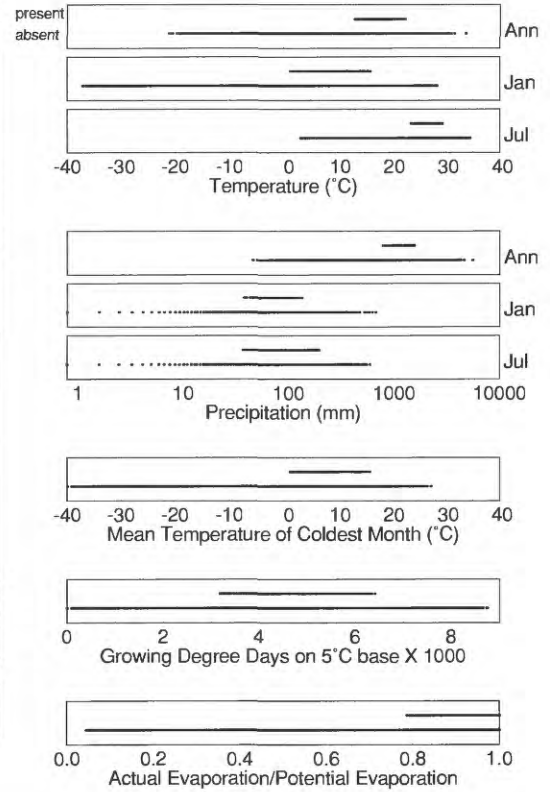 present
absent
Ann
Jan
Jul
-40 -30 -20 -10 0 10 20 30 40
Temperature (˚C)
Ann
Jan
Jul
1 10 100 1000 10000
Precipitation (mm)
-40 -30 -20 -10 0 10 20 30 40
Mean Temperature of Coldest Month (˚C)
0 2 4 6 8
Growing Degree Days on 5˚C base X 1000
0.0 0.2 0.4 0.6 0.8 1.0
Actual Evaporation/Potential Evaporation